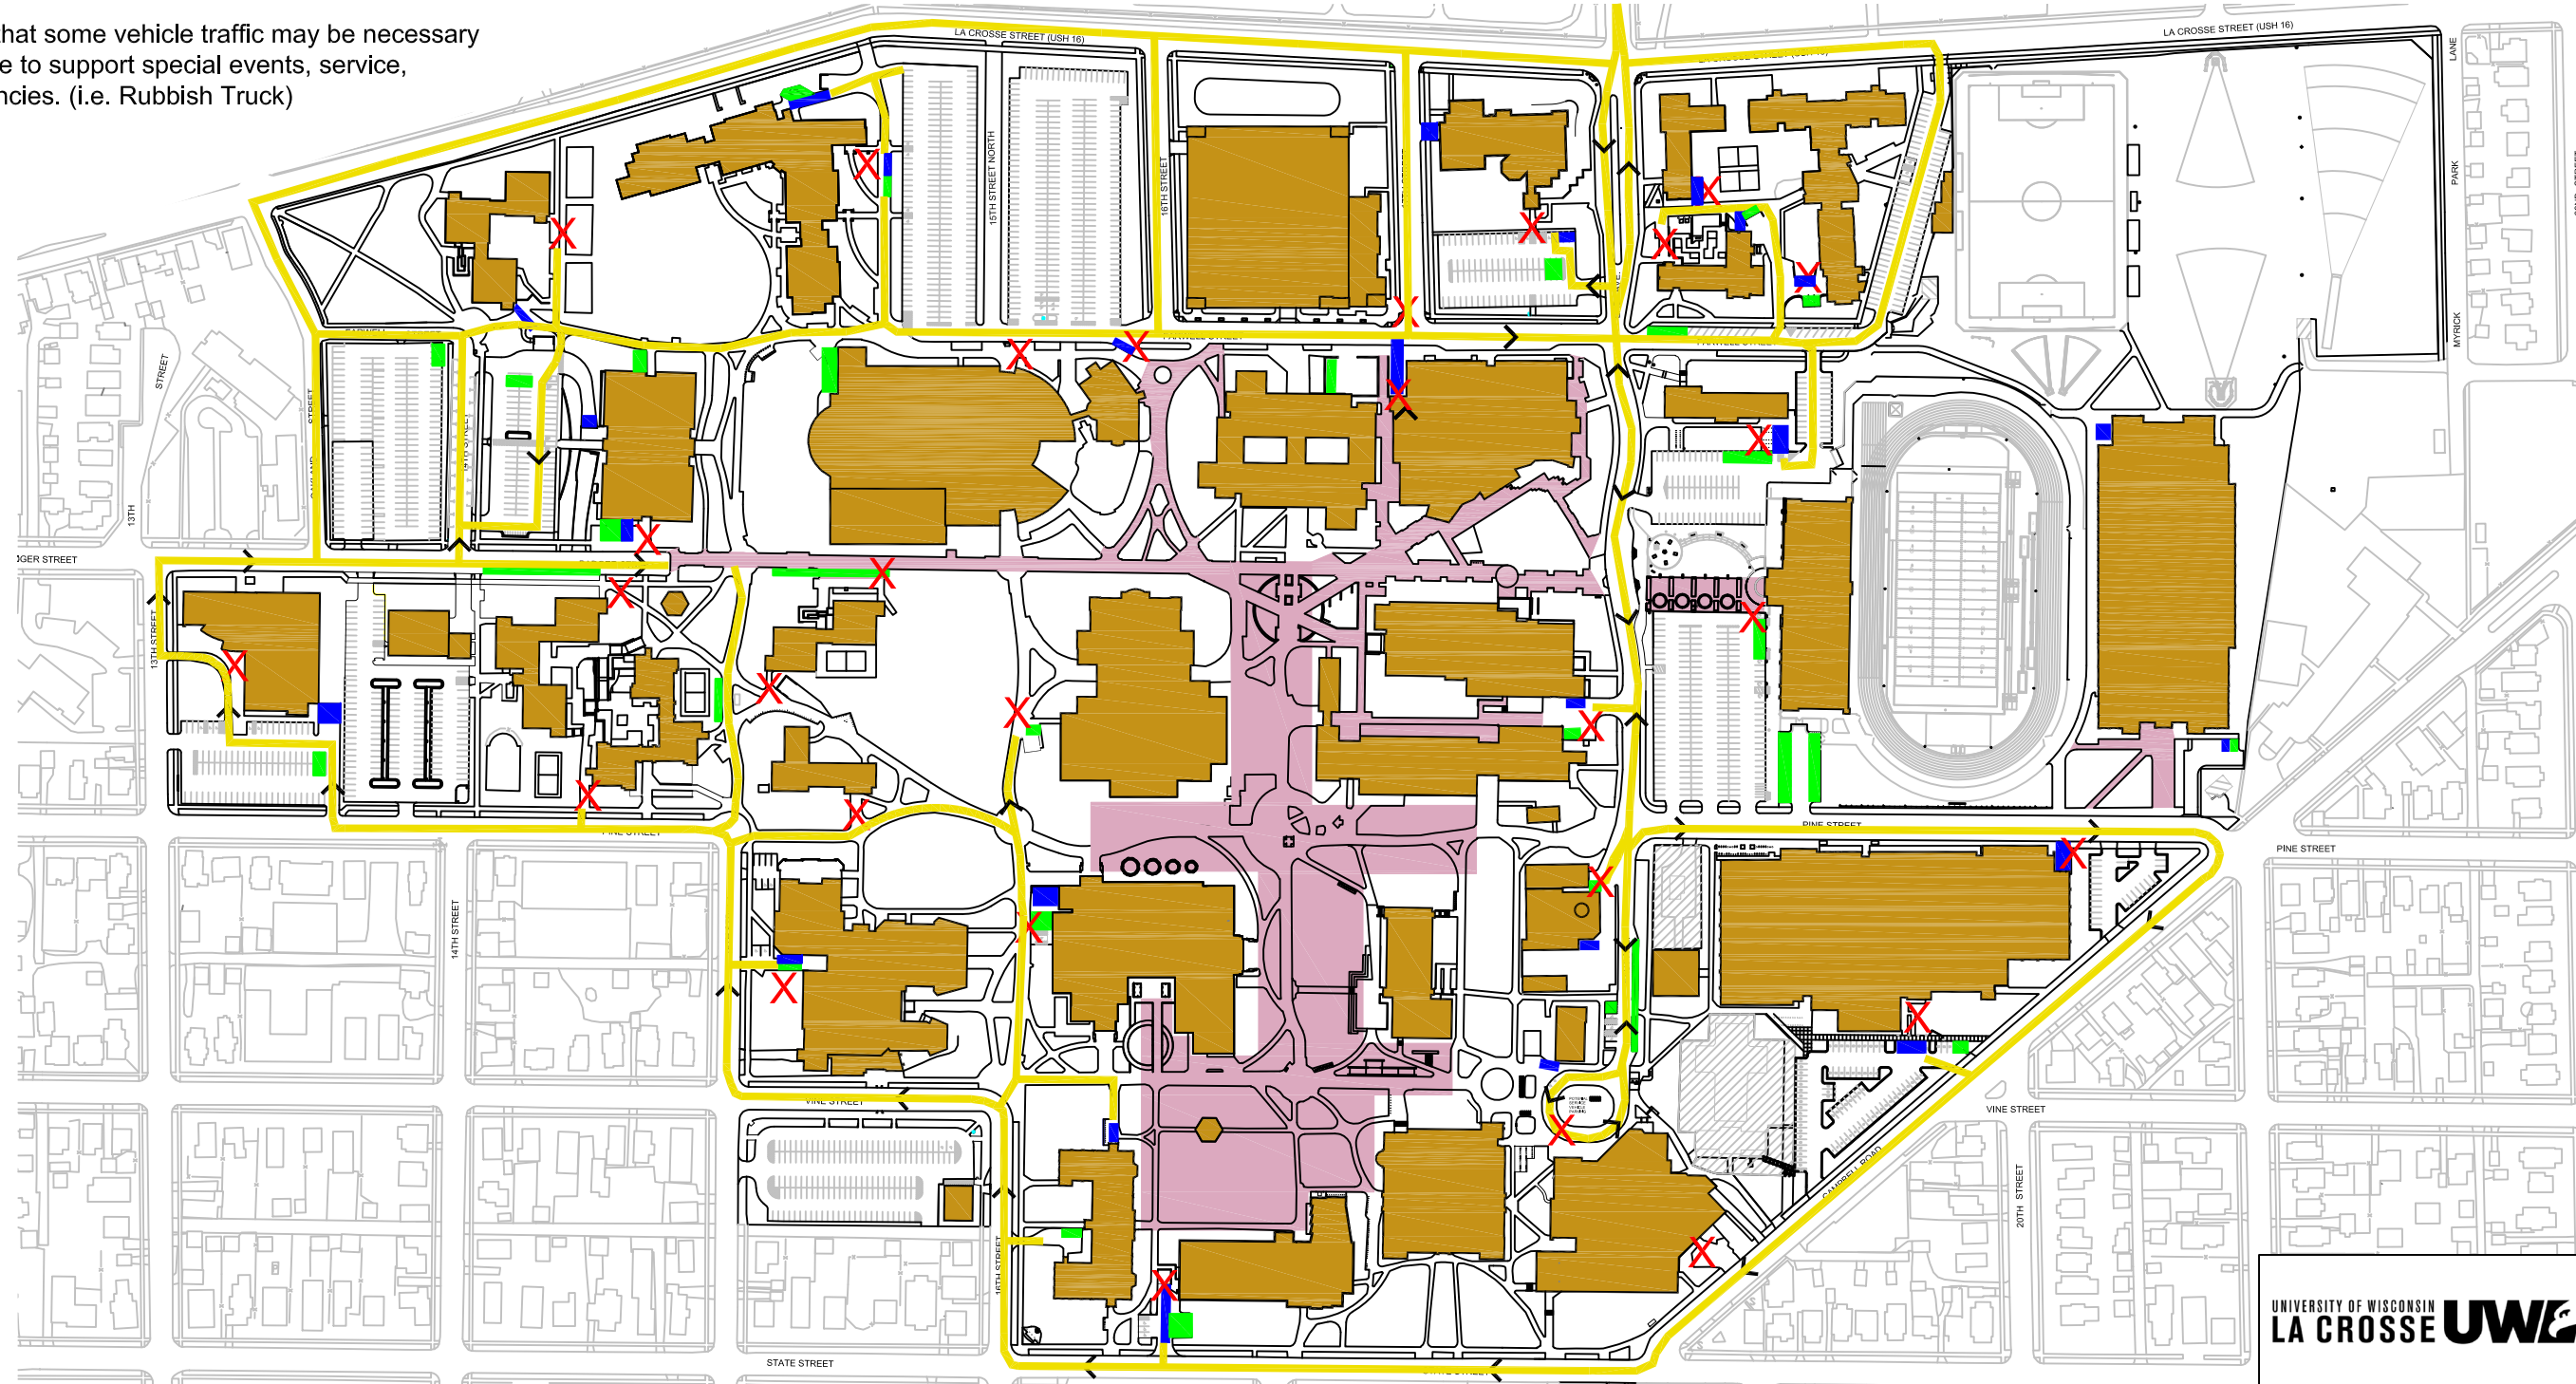 that some vehicle traffic may be necessary
e to support special events, service,
ncies. (i.e. Rubbish Truck)
LA CROSSE STREET (USH 16)
LA CROSSE STREET (USH 16)
LANE
PARK
MYRICK
15TH STREET NORTH
16TH STREET
STREET
STREET
13TH
GER STREET
13TH STREET
PINE STREET
PINE STREET
PINE STREET
14TH STREET
VINE STREET
VINE STREET
CAMPBELL ROAD
20TH STREET
16TH STREET
STATE STREET
UNIVERSITY OF WISCONSIN
LA CROSSE UWL